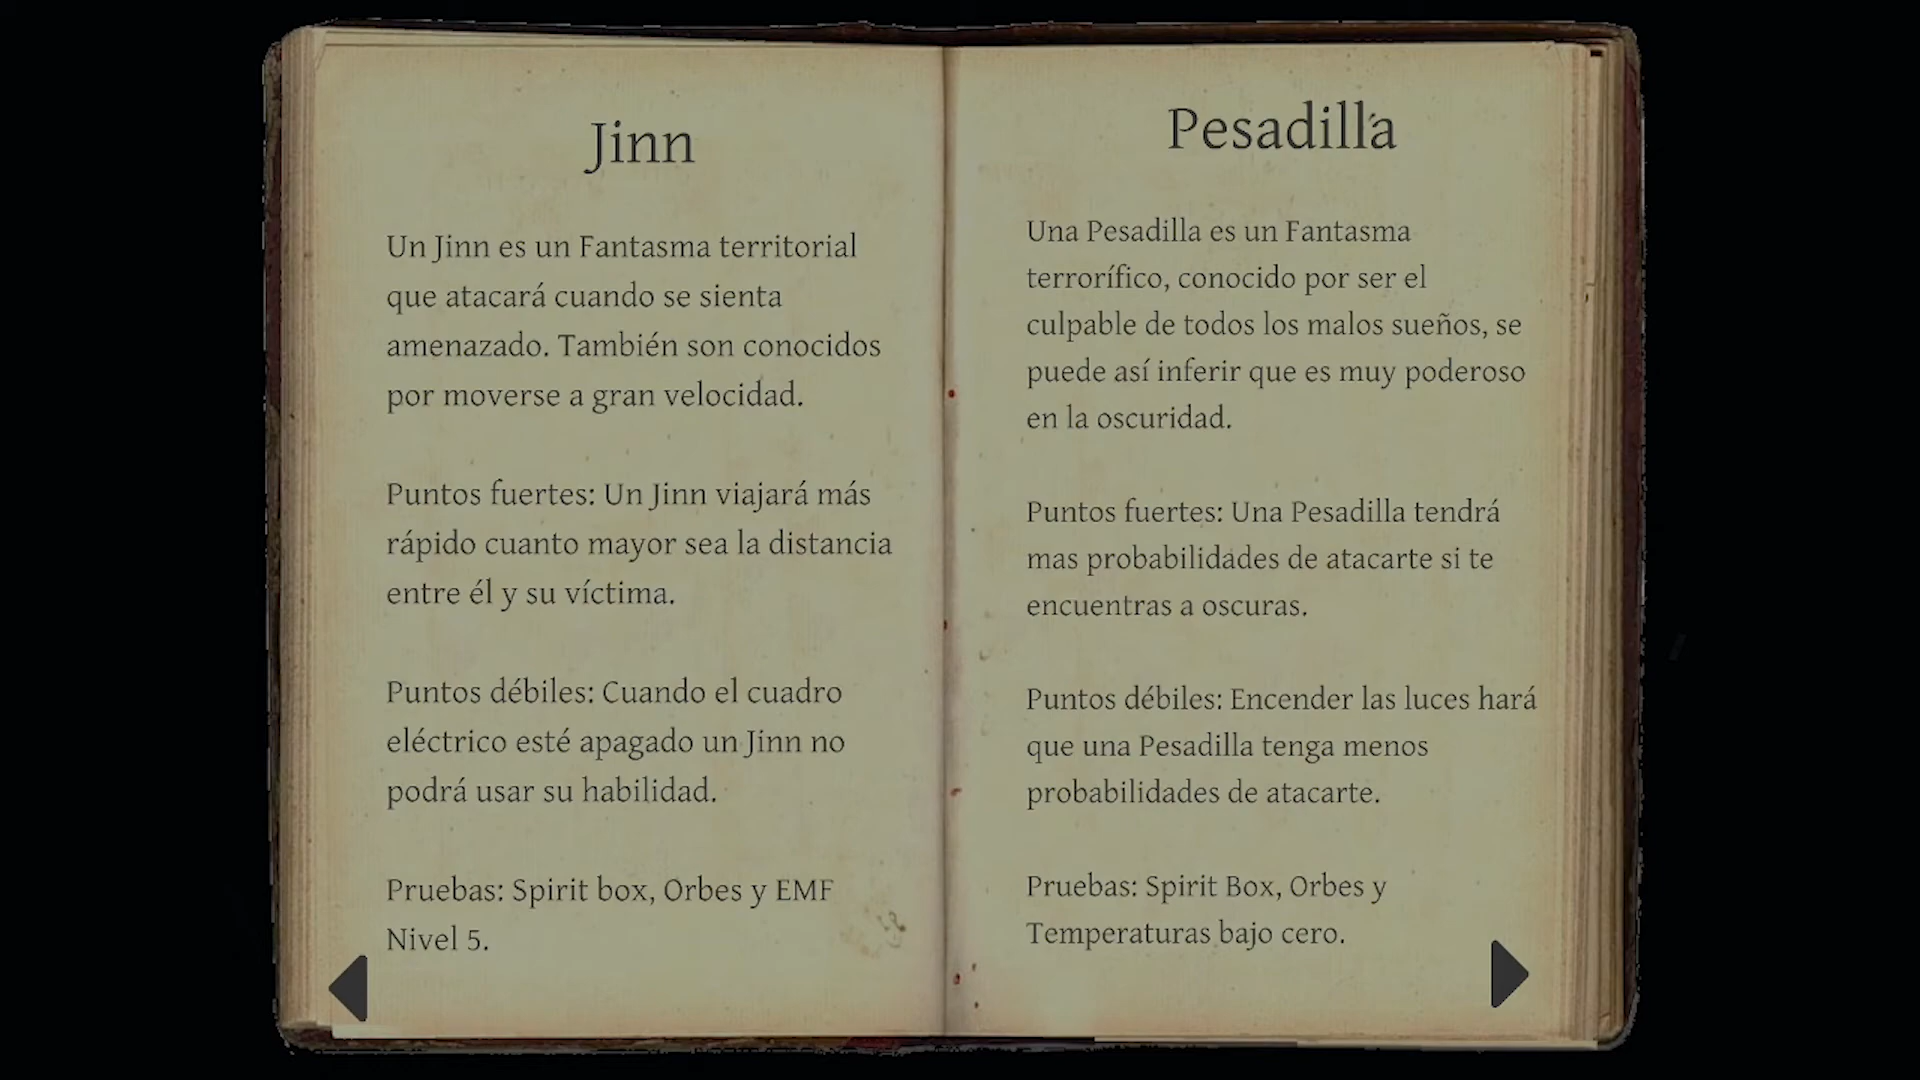 Jinn
Un Jinn es un Fantasma territorial
que atacará cuando se sienta
amenazado. También son conocidos
por moverse a gran velocidad.
Puntos fuertes: Un Jinn viajará más
rápido cuanto mayor sea la distancia
entre él y su víctima.
Puntos débiles: Cuando el cuadro
eléctrico esté apagado un Jinn no
podrá usar su habilidad.
Pruebas: Spirit box, Orbes y EMF
Nivel 5.
Pesadilla
Una Pesadilla es un Fantasma
terrorífico, conocido por ser el
culpable de todos los malos sueños, se
puede así inferir que es muy poderoso
en la oscuridad.
Puntos fuertes: Una Pesadilla tendrá
mas probabilidades de atacarte si te
encuentras a oscuras.
Puntos débiles: Encender las luces hará
que una Pesadilla tenga menos
probabilidades de atacarte.
Pruebas: Spirit Box, Orbes y
Temperaturas bajo cero.